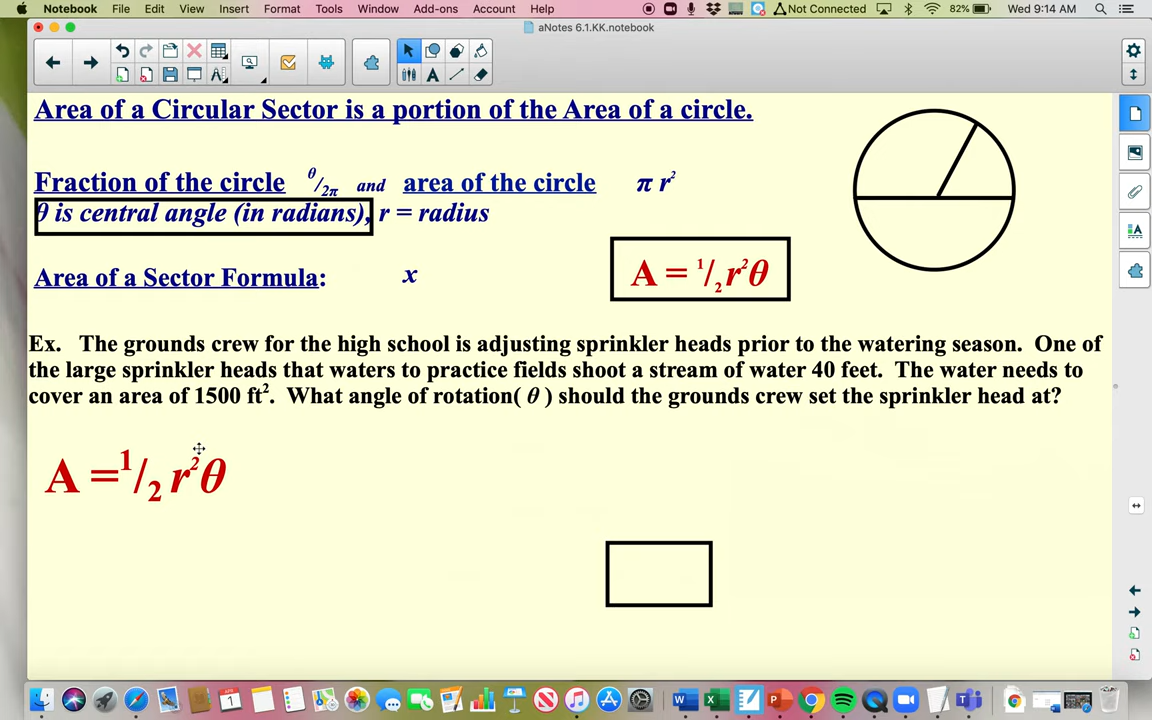 Notebook File Edit View Insert Format Tools Window Add-ons Account Help Not Connected 82% Wed 9:14 AM
aNotes 6.1.KK.notebook
Area of a Circular Sector is a portion of the Area of a circle.
Fraction of the circle θ/2π and area of the circle π r²
θ is central angle (in radians), r = radius
Area of a Sector Formula: x A = ¹/₂r²θ
Ex. The grounds crew for the high school is adjusting sprinkler heads prior to the watering season. One of
the large sprinkler heads that waters to practice fields shoot a stream of water 40 feet. The water needs to
cover an area of 1500 ft². What angle of rotation( θ ) should the grounds crew set the sprinkler head at?
A =¹/₂ r²θ